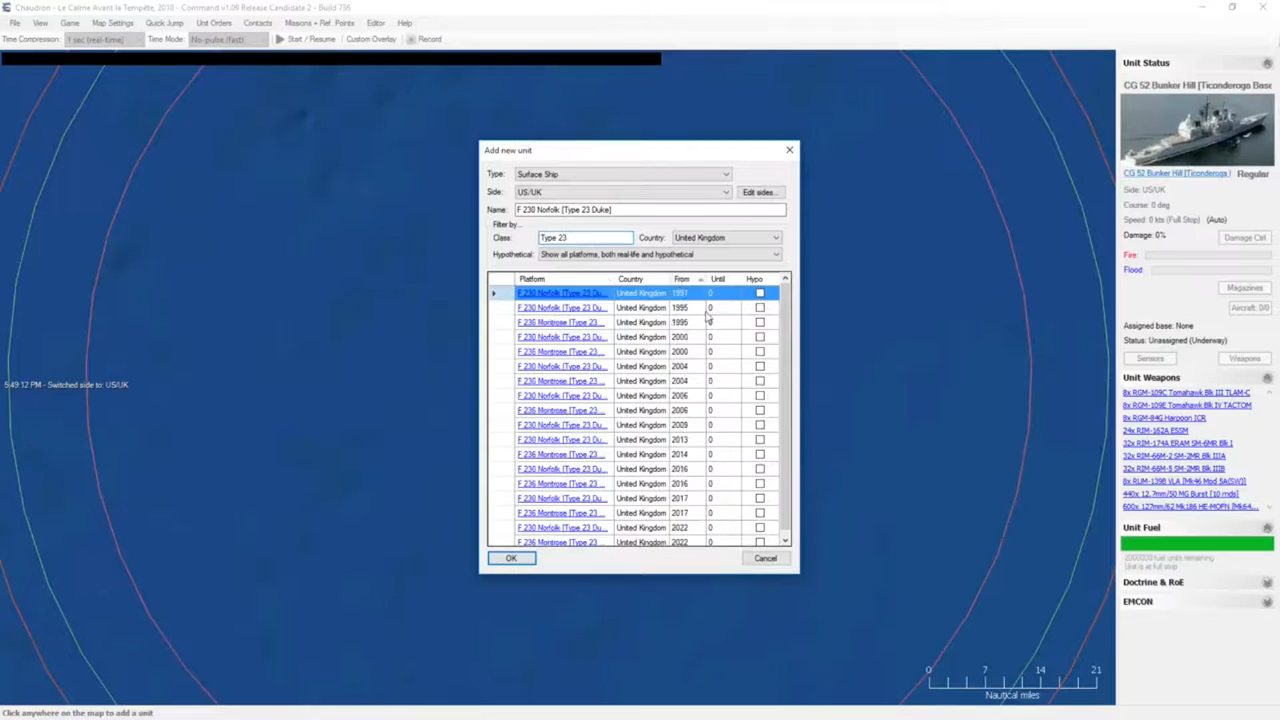 Chaudron - Le Calme Avant la Tempête, 2018 - Command v1.09 Release Candidate 2 - Build 736
File View Game Map Settings Quick Jump Unit Orders Contacts Missions + Ref. Points Editor Help
Time Compression: 1 sec (real-time) Time Mode: No-pulse (fast) Start / Resume Custom Overlay Record
5:49:12 PM - Switched side to: US/UK
Add new unit
Type: Surface Ship
Side: US/UK Edit sides...
Name: F 230 Norfolk [Type 23 Duke]
Filter by...
Class: Type 23 Country: United Kingdom
Hypothetical: Show all platforms, both real-life and hypothetical
Platform Country From Until Hypo
F 230 Norfolk [Type 23 Du... United Kingdom 1991 0
F 230 Norfolk [Type 23 Du... United Kingdom 1995 0
F 236 Montrose [Type 23 ... United Kingdom 1995 0
F 230 Norfolk [Type 23 Du... United Kingdom 2000 0
F 236 Montrose [Type 23 ... United Kingdom 2000 0
F 230 Norfolk [Type 23 Du... United Kingdom 2004 0
F 236 Montrose [Type 23 ... United Kingdom 2004 0
F 230 Norfolk [Type 23 Du... United Kingdom 2006 0
F 236 Montrose [Type 23 ... United Kingdom 2006 0
F 230 Norfolk [Type 23 Du... United Kingdom 2009 0
F 230 Norfolk [Type 23 Du... United Kingdom 2013 0
F 236 Montrose [Type 23 ... United Kingdom 2014 0
F 230 Norfolk [Type 23 Du... United Kingdom 2016 0
F 236 Montrose [Type 23 ... United Kingdom 2016 0
F 230 Norfolk [Type 23 Du... United Kingdom 2017 0
F 236 Montrose [Type 23 ... United Kingdom 2017 0
F 230 Norfolk [Type 23 Du... United Kingdom 2022 0
F 236 Montrose [Type 23 ... United Kingdom 2022 0
OK Cancel
Unit Status
CG 52 Bunker Hill [Ticonderoga Base
CG 52 Bunker Hill [Ticonderoga ] Regular
Side: US/UK
Course: 0 deg
Speed: 0 kts (Full Stop) (Auto)
Damage: 0% Damage Ctrl
Fire:
Flood:
Magazines
Aircraft: 0/0
Assigned base: None
Status: Unassigned (Underway)
Sensors Weapons
Unit Weapons
8x RGM-109C Tomahawk Blk III TLAM-C
8x RGM-109E Tomahawk Blk IV TACTOM
8x RGM-84G Harpoon ICR
24x RIM-162A ESSM
32x RIM-174A ERAM SM-6MR Blk I
32x RIM-66M-2 SM-2MR Blk IIIA
32x RIM-66M-5 SM-2MR Blk IIIB
8x RUM-139B VLA [Mk46 Mod 5A(SW)]
440x 12.7mm/50 MG Burst [10 rnds]
600x 127mm/62 Mk186 HE-MOFN [Mk64...
Unit Fuel
2000000 fuel units remaining
Unit is at full stop
Doctrine & RoE
EMCON
0 7 14 21
Nautical miles
Click anywhere on the map to add a unit